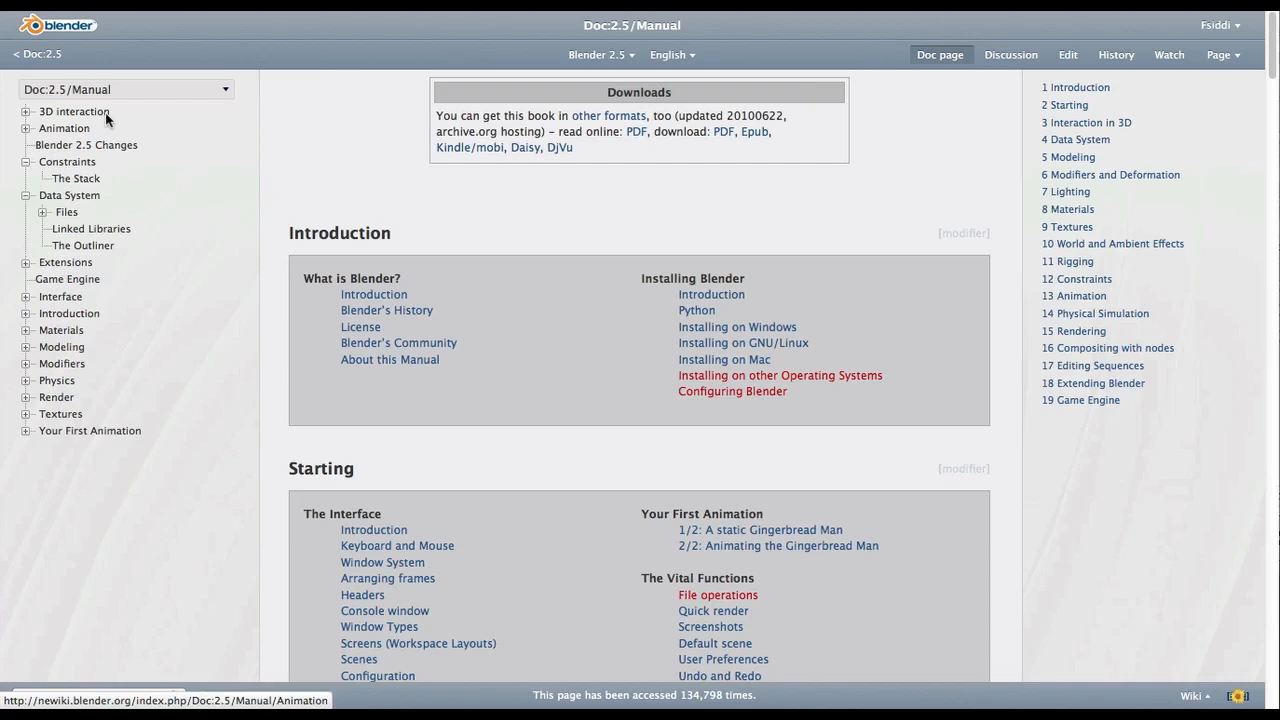 blender
Doc:2.5/Manual
Fsiddi
< Doc:2.5
Blender 2.5
English
Doc page
Discussion
Edit
History
Watch
Page
Doc:2.5/Manual
3D interaction
Animation
Blender 2.5 Changes
Constraints
The Stack
Data System
Files
Linked Libraries
The Outliner
Extensions
Game Engine
Interface
Introduction
Materials
Modeling
Modifiers
Physics
Render
Textures
Your First Animation
Downloads
You can get this book in other formats, too (updated 20100622,
archive.org hosting) – read online: PDF, download: PDF, Epub,
Kindle/mobi, Daisy, DjVu
Introduction
[modifier]
What is Blender?
Introduction
Blender's History
License
Blender's Community
About this Manual
Installing Blender
Introduction
Python
Installing on Windows
Installing on GNU/Linux
Installing on Mac
Installing on other Operating Systems
Configuring Blender
Starting
[modifier]
The Interface
Introduction
Keyboard and Mouse
Window System
Arranging frames
Headers
Console window
Window Types
Screens (Workspace Layouts)
Scenes
Configuration
Your First Animation
1/2: A static Gingerbread Man
2/2: Animating the Gingerbread Man
The Vital Functions
File operations
Quick render
Screenshots
Default scene
User Preferences
Undo and Redo
1 Introduction
2 Starting
3 Interaction in 3D
4 Data System
5 Modeling
6 Modifiers and Deformation
7 Lighting
8 Materials
9 Textures
10 World and Ambient Effects
11 Rigging
12 Constraints
13 Animation
14 Physical Simulation
15 Rendering
16 Compositing with nodes
17 Editing Sequences
18 Extending Blender
19 Game Engine
http://newiki.blender.org/index.php/Doc:2.5/Manual/Animation
This page has been accessed 134,798 times.
Wiki